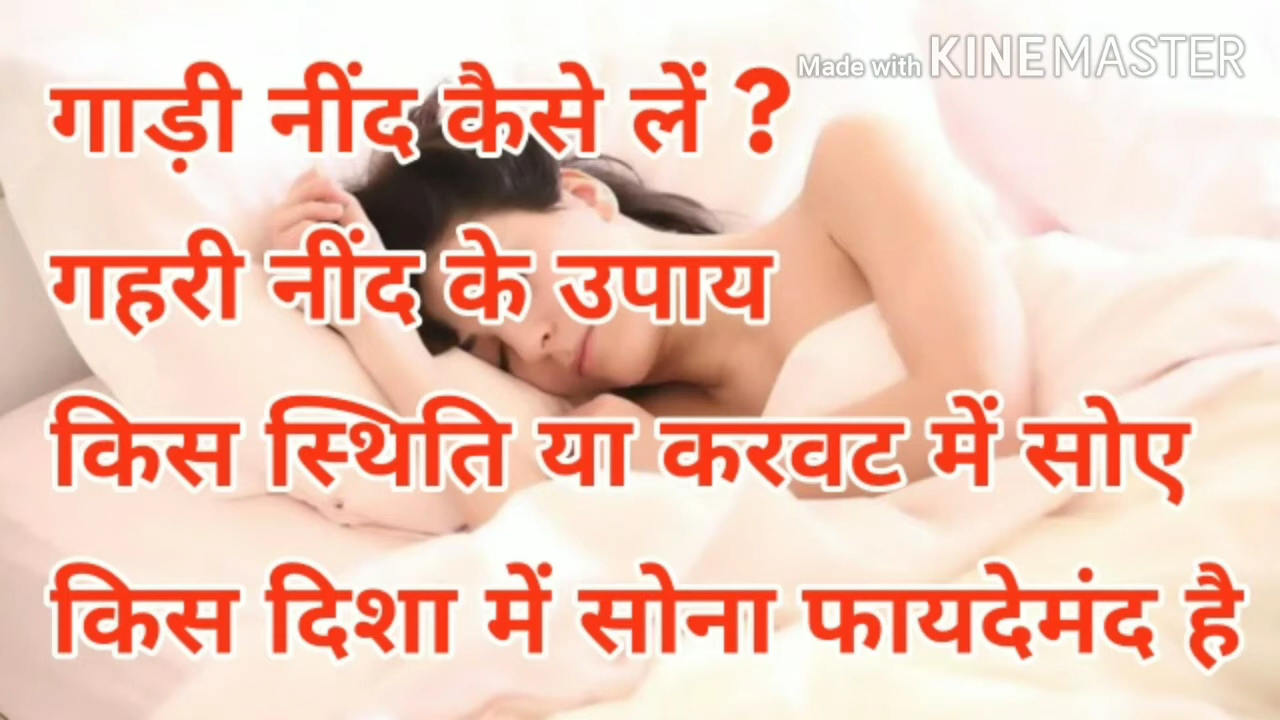 Made with KINEMASTER
गाड़ी नींद कैसे लें ?
गहरी नींद के उपाय
किस स्थिति या करवट में सोए
किस दिशा में सोना फायदेमंद है